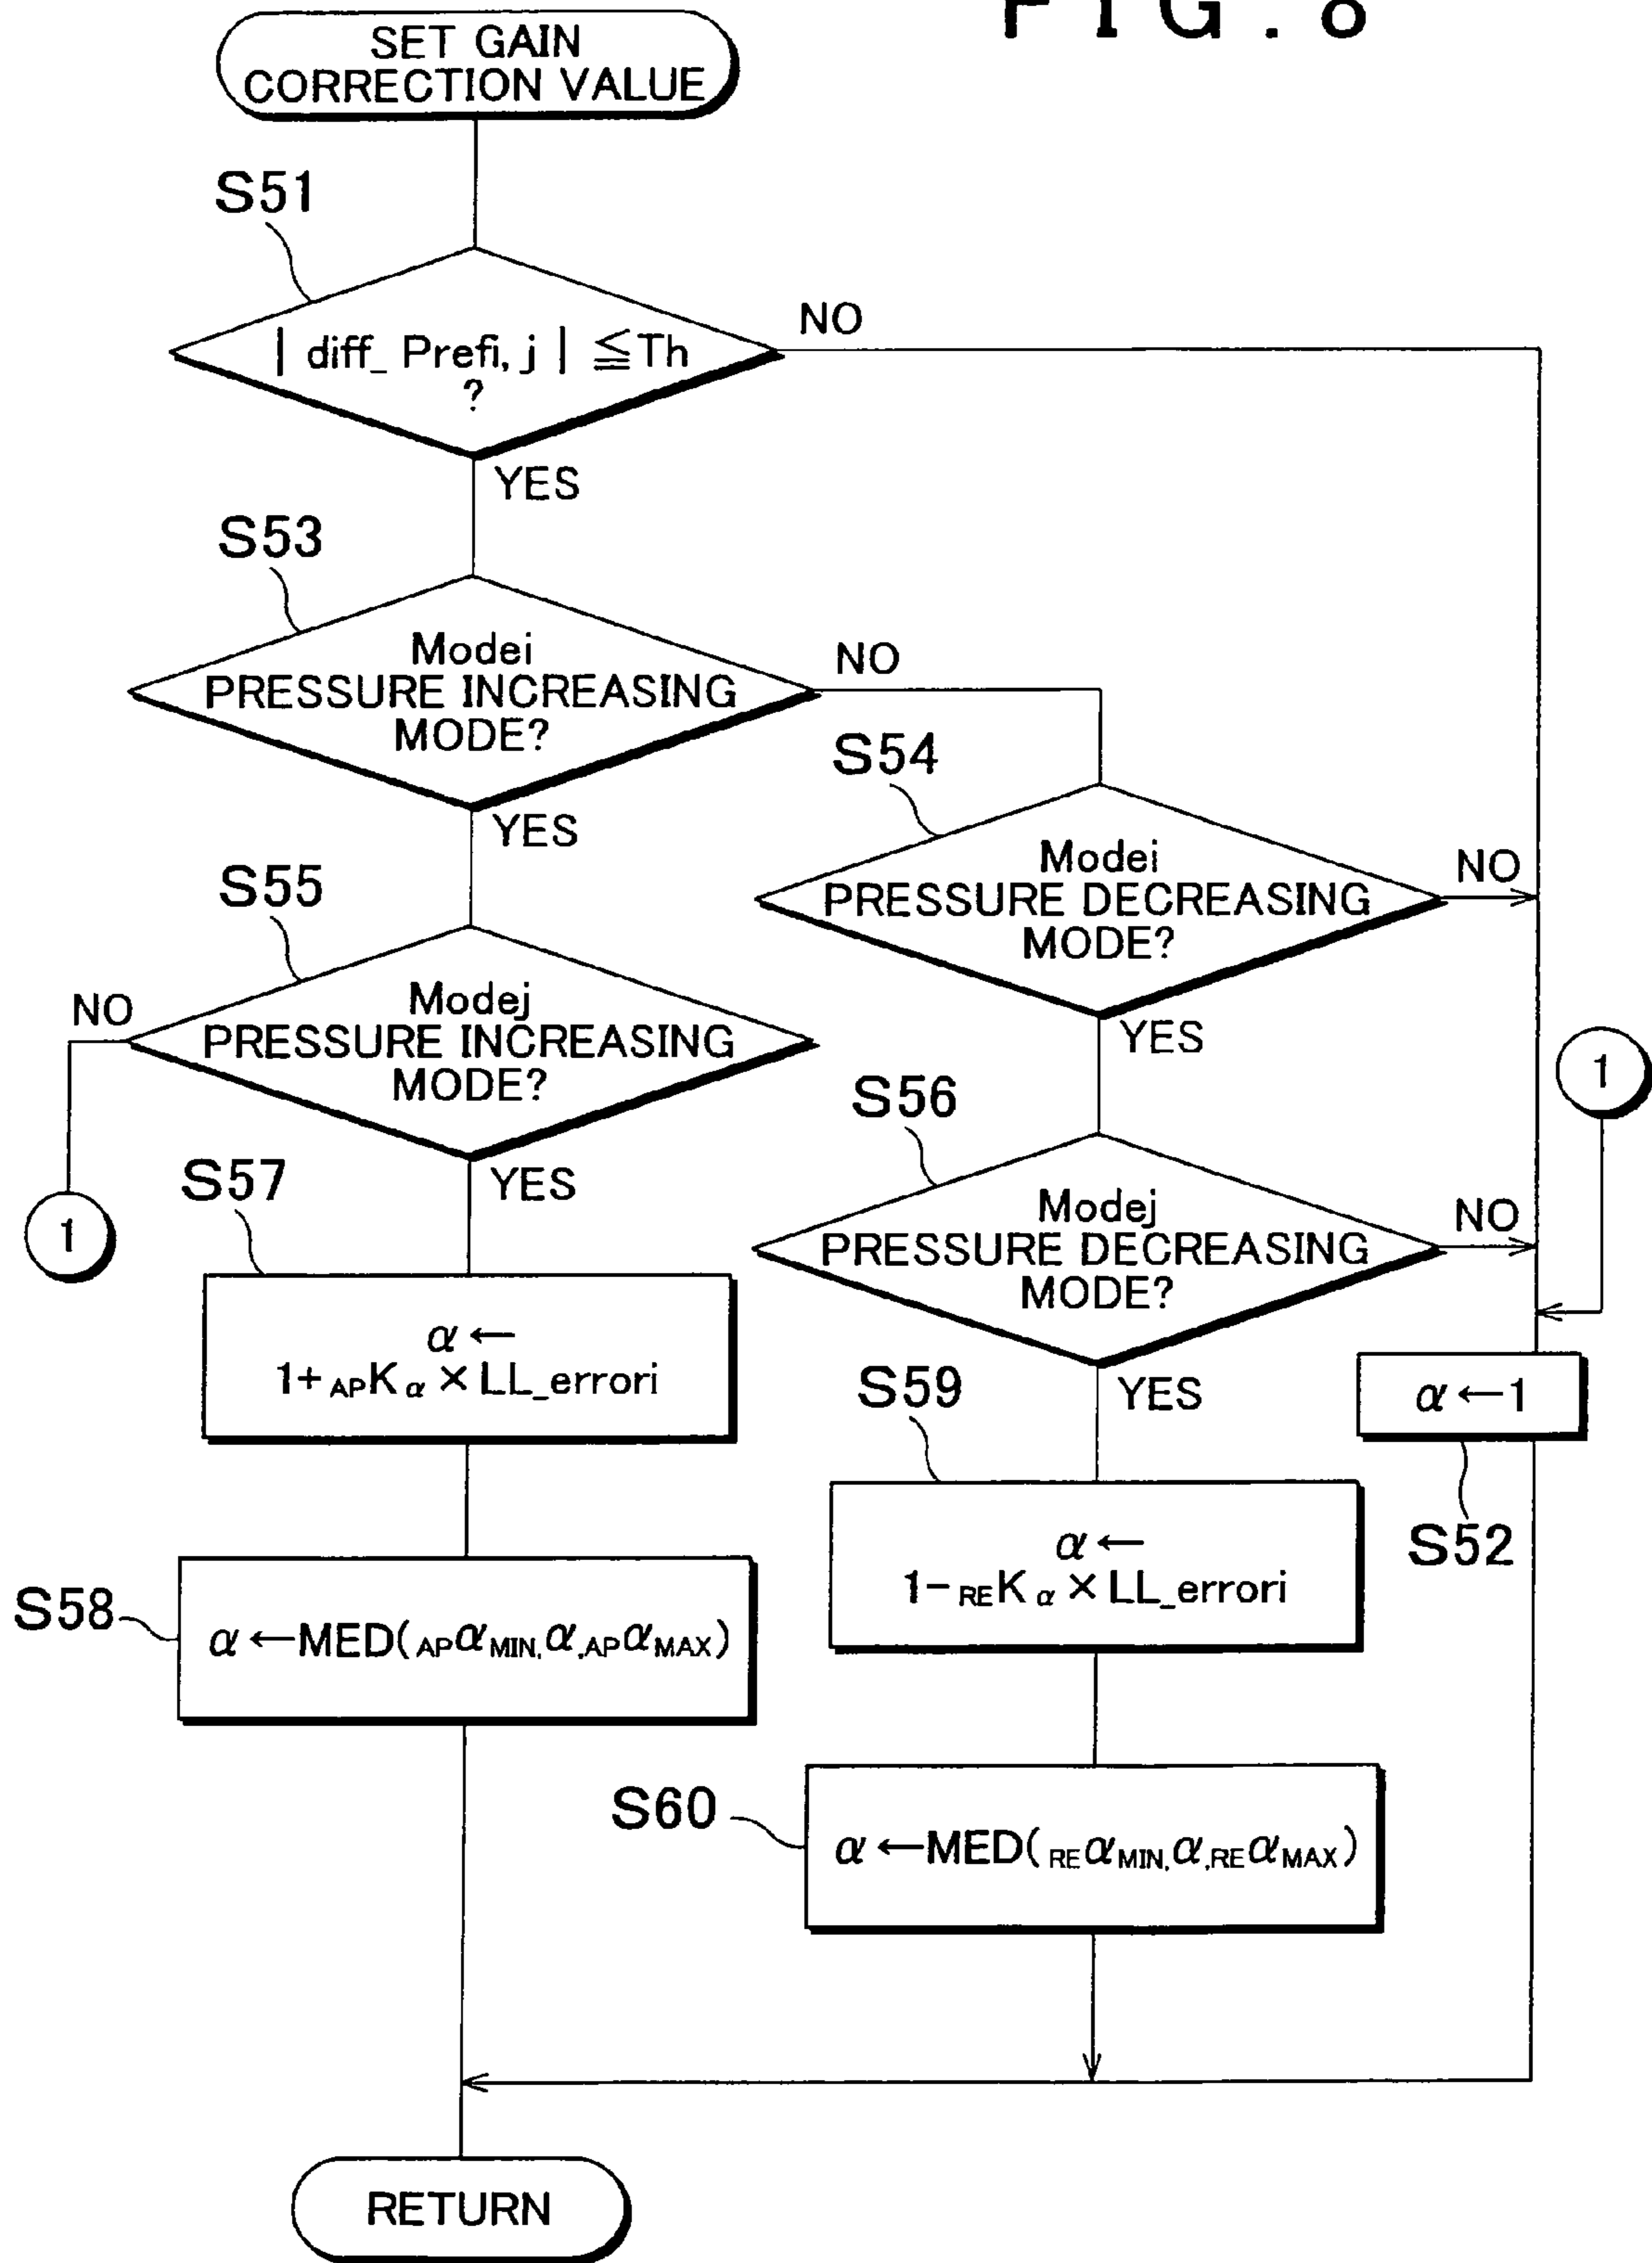 FIG. 8
SET GAIN
CORRECTION VALUE
S51
| diff_ Prefi, j | ≦Th
?
NO
YES
S53
Modei
PRESSURE INCREASING
MODE?
NO
YES
S54
Modei
PRESSURE DECREASING
MODE?
NO
YES
S55
Modej
PRESSURE INCREASING
MODE?
NO
YES
1
S56
Modej
PRESSURE DECREASING
MODE?
NO
YES
1
S57
α ←
1+APKα × LL_errori
S59
α ←
1-REKα × LL_errori
α ←1
S52
S58
α ←MED(APαMIN, α, APαMAX)
S60
α ←MED(REαMIN, α, REαMAX)
RETURN